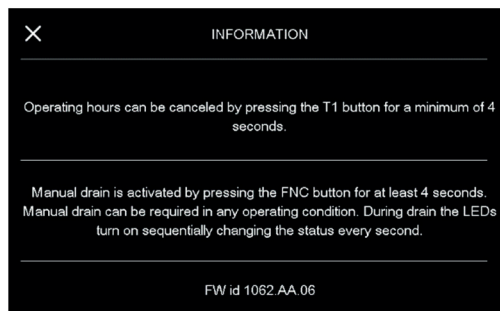 INFORMATION
Operating hours can be canceled by pressing the T1 button for a minimum of 4
seconds.
Manual drain is activated by pressing the FNC button for at least 4 seconds.
Manual drain can be required in any operating condition. During drain the LEDs
turn on sequentially changing the status every second.
FW id 1062.AA.06